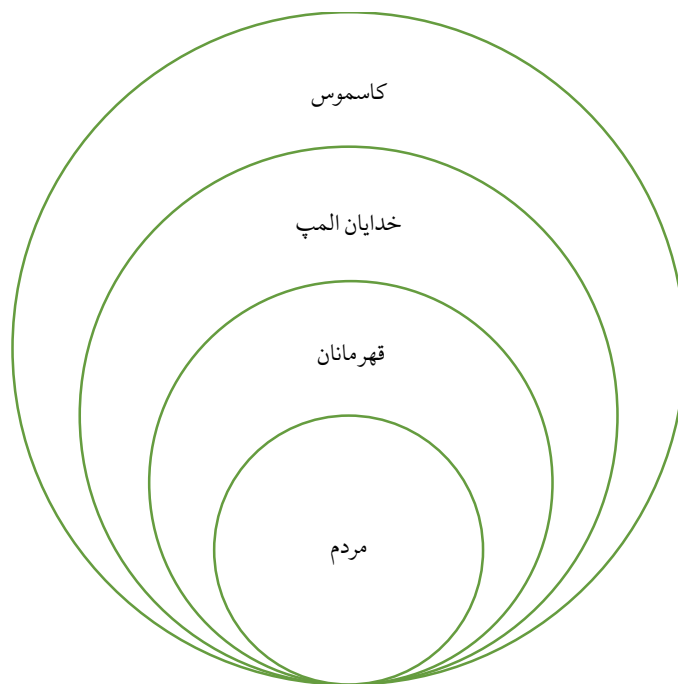 کاسموس
خدایان المپ
قهرمانان
مردم